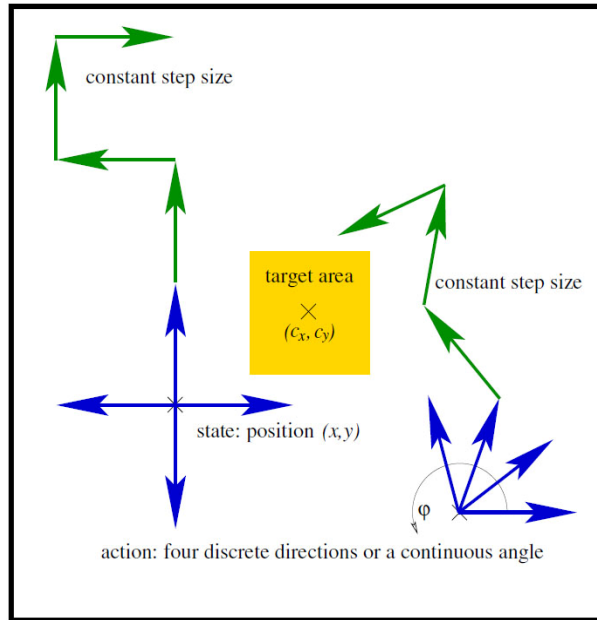 constant step size
target area
(c_x, c_y)
constant step size
state: position (x,y)
φ
action: four discrete directions or a continuous angle